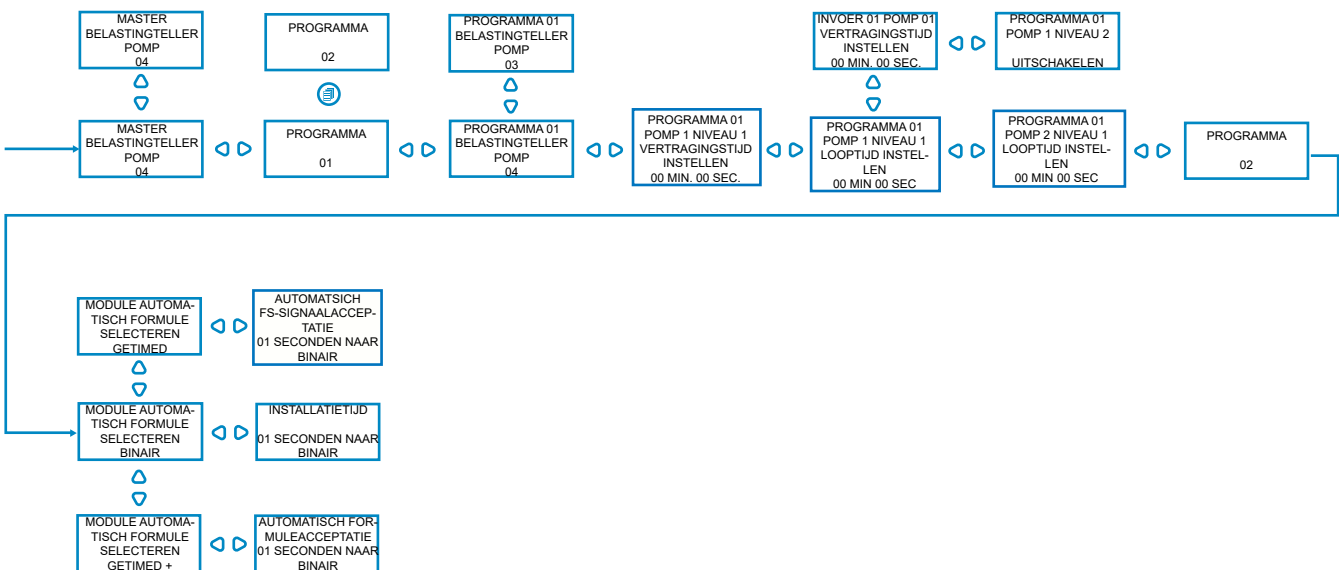 MASTER
BELASTINGTELLER
POMP
04
PROGRAMMA
02
PROGRAMMA 01
BELASTINGTELLER
POMP
03
INVOER 01 POMP 01
VERTRAGINGSTIJD
INSTELLEN
00 MIN. 00 SEC.
PROGRAMMA 01
POMP 1 NIVEAU 2
UITSCHAKELEN
MASTER
BELASTINGTELLER
POMP
04
PROGRAMMA
01
PROGRAMMA 01
BELASTINGTELLER
POMP
04
PROGRAMMA 01
POMP 1 NIVEAU 1
VERTRAGINGSTIJD
INSTELLEN
00 MIN. 00 SEC.
PROGRAMMA 01
POMP 1 NIVEAU 1
LOOPTIJD INSTEL-
LEN
00 MIN 00 SEC
PROGRAMMA 01
POMP 2 NIVEAU 1
LOOPTIJD INSTEL-
LEN
00 MIN 00 SEC
PROGRAMMA
02
MODULE AUTOMA-
TISCH FORMULE
SELECTEREN
GETIMED
AUTOMATSICH
FS-SIGNAALACCEP-
TATIE
01 SECONDEN NAAR
BINAIR
MODULE AUTOMA-
TISCH FORMULE
SELECTEREN
BINAIR
INSTALLATIETIJD
01 SECONDEN NAAR
BINAIR
MODULE AUTOMA-
TISCH FORMULE
SELECTEREN
GETIMED +
AUTOMATISCH FOR-
MULEACCEPTATIE
01 SECONDEN NAAR
BINAIR